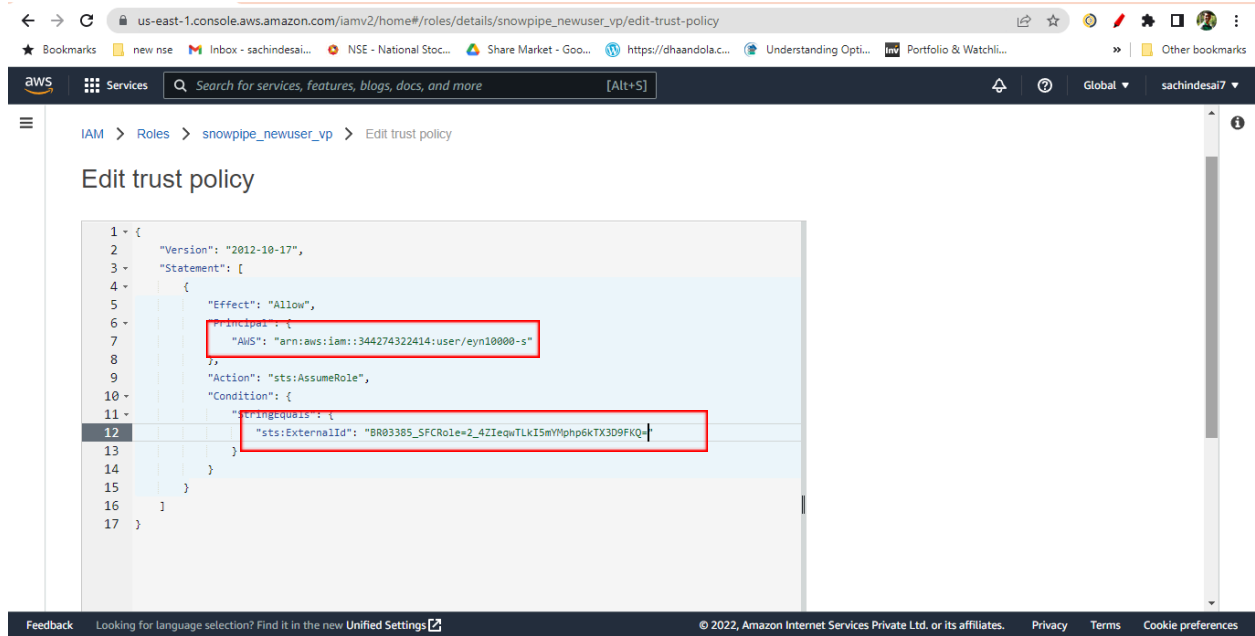 us-east-1.console.aws.amazon.com/iamv2/home#/roles/details/snowpipe_newuser_vp/edit-trust-policy
Bookmarks new nse Inbox - sachindesai... NSE - National Stoc... Share Market - Goo... https://dhaandola.c... Understanding Opti... Inv Portfolio & Watchli... » Other bookmarks
aws Services Search for services, features, blogs, docs, and more [Alt+S] Global ▼ sachindesai7 ▼
IAM > Roles > snowpipe_newuser_vp > Edit trust policy
Edit trust policy
1 {
2 "Version": "2012-10-17",
3 "Statement": [
4 {
5 "Effect": "Allow",
6 "Principal": {
7 "AWS": "arn:aws:iam::344274322414:user/eyn10000-s"
8 },
9 "Action": "sts:AssumeRole",
10 "Condition": {
11 "StringEquals": {
12 "sts:ExternalId": "BR03385_SFCRole=2_4ZIeqwTLkI5mYMphp6kTX3D9FKQ="
13 }
14 }
15 }
16 ]
17 }
Feedback Looking for language selection? Find it in the new Unified Settings © 2022, Amazon Internet Services Private Ltd. or its affiliates. Privacy Terms Cookie preferences